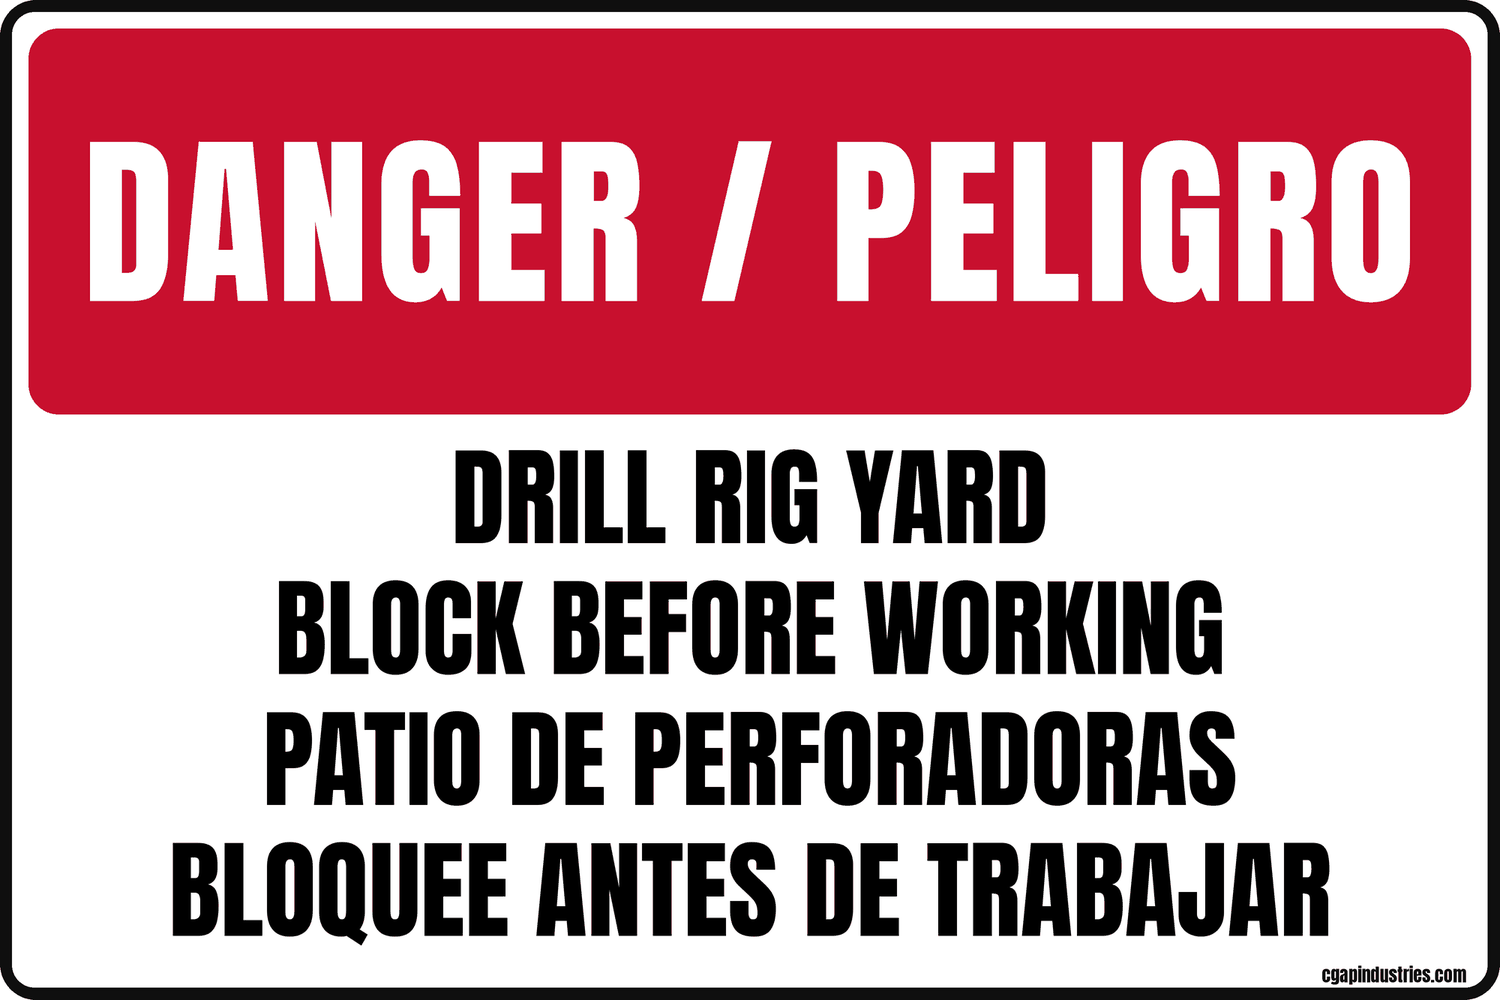 DANGER / PELIGRO
DRILL RIG YARD
BLOCK BEFORE WORKING
PATIO DE PERFORADORAS
BLOQUEE ANTES DE TRABAJAR
cgapindustries.com